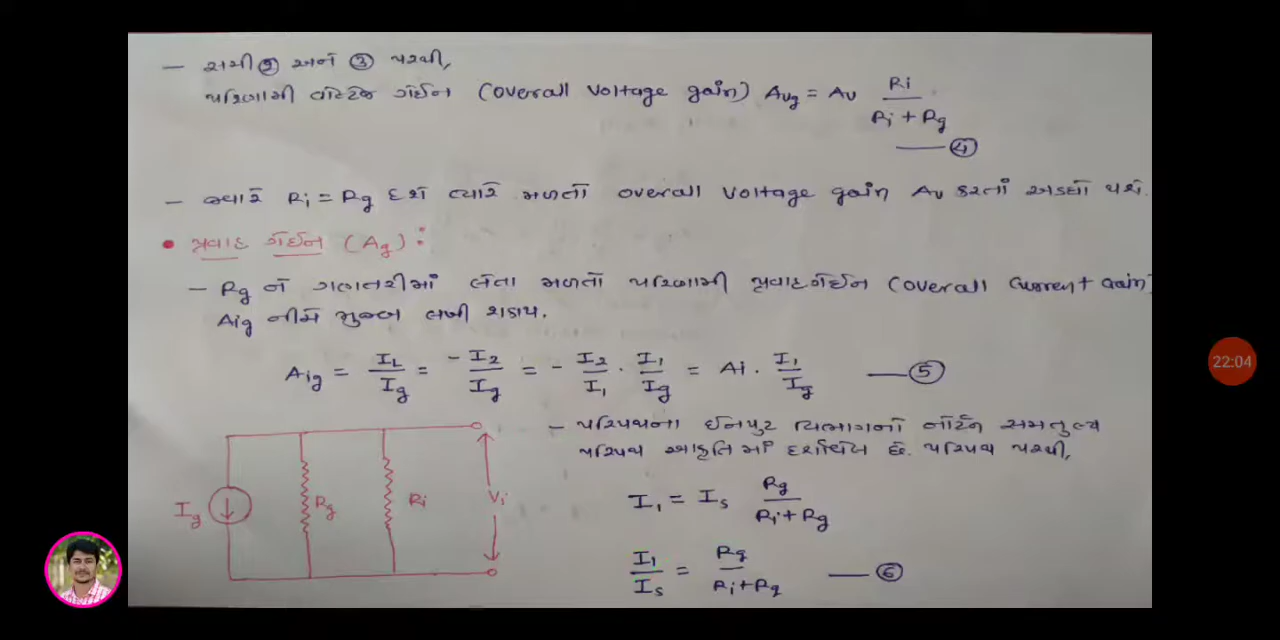 — સમી ② અને ③ પરથી,
પરિણામી વોલ્ટેજ ગેઈન (overall voltage gain) Avg = Av Ri / (Ri + Rg) —— ④
— જ્યારે Ri = Rg હશે ત્યારે મળતો overall voltage gain Av કરતાં અડધો થશે.
• પ્રવાહ ગેઈન (Ag) :
— Rg ને ગણતરીમાં લેતા મળતો પરિણામી પ્રવાહગેઈન (overall current Gain)
Aig નીચે મુજબ લખી શકાય.
Aig = IL / Ig = -I2 / Ig = - I2 / I1 · I1 / Ig = Ai · I1 / Ig —— ⑤
— પરિપથના ઈનપુટ વિભાગનો નોર્ટન સમતુલ્ય
પરિપથ આકૃતિ માં દર્શાવેલ છે. પરિપથ પરથી,
I1 = Is Rg / (Ri + Rg)
I1 / Is = Rg / (Ri + Rg) —— ⑥
Ig
Rg
Ri
Vi
22:04